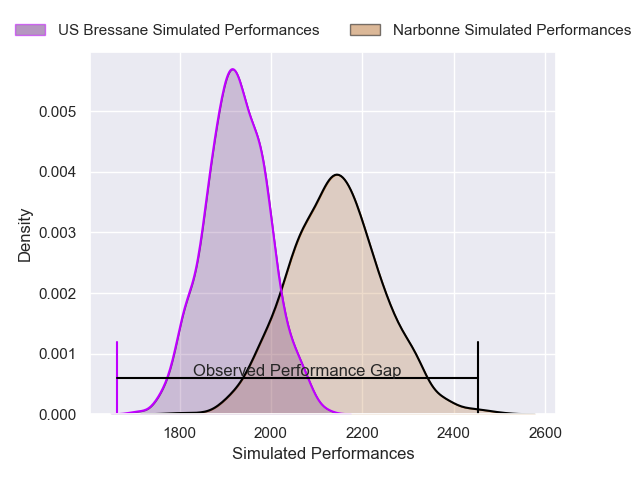 US Bressane Simulated Performances
Narbonne Simulated Performances
0.005
0.004
0.003
0.002
0.001
0.000
Density
Observed Performance Gap
1800
2000
2200
2400
2600
Simulated Performances